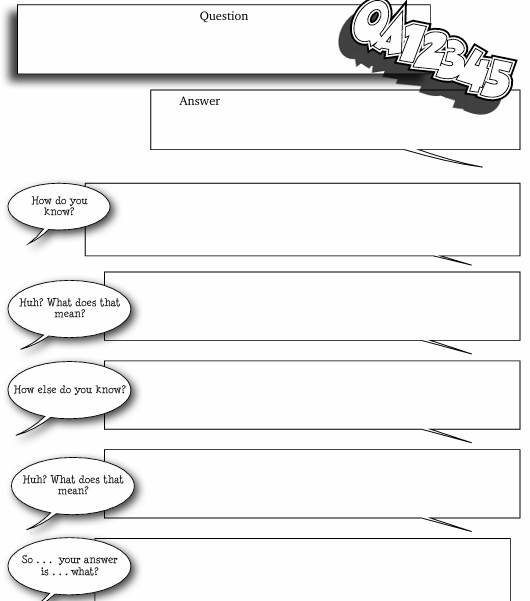 Question
QA12345
Answer
How do you
know?
Huh? What does that
mean?
How else do you know?
Huh? What does that
mean?
So . . . your answer
is . . . what?